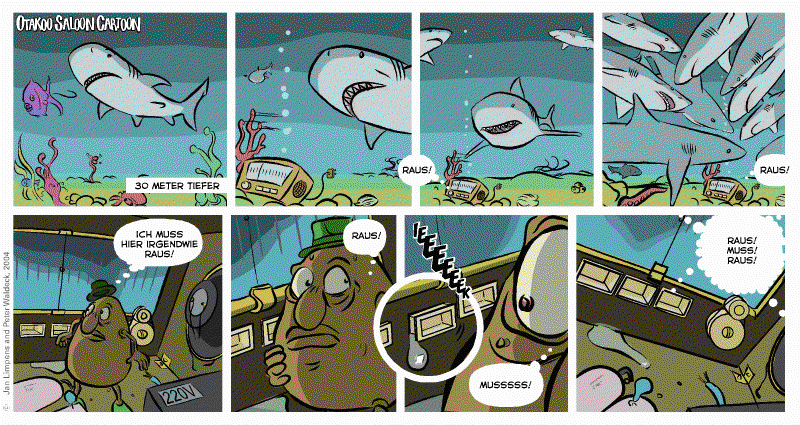 OTAKOU SALOON CARTOON
30 METER TIEFER
RAUS!
RAUS!
ICH MUSS
HIER IRGENDWIE
RAUS!
220V
RAUS!
IEEEEEEEK
MUSSSSS!
RAUS!
MUSS!
RAUS!
© Jan Limpens and Peter Waldeck, 2004